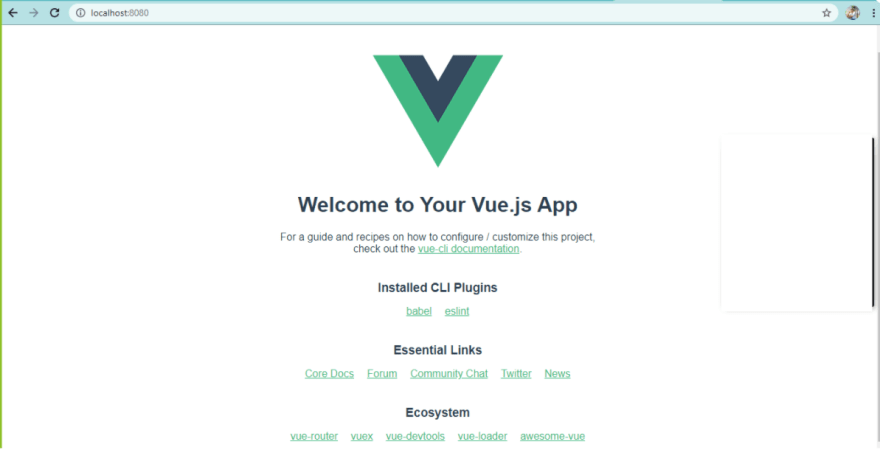 localhost:8080
Welcome to Your Vue.js App
For a guide and recipes on how to configure / customize this project,
check out the vue-cli documentation.
Installed CLI Plugins
babel eslint
Essential Links
Core Docs Forum Community Chat Twitter News
Ecosystem
vue-router vuex vue-devtools vue-loader awesome-vue